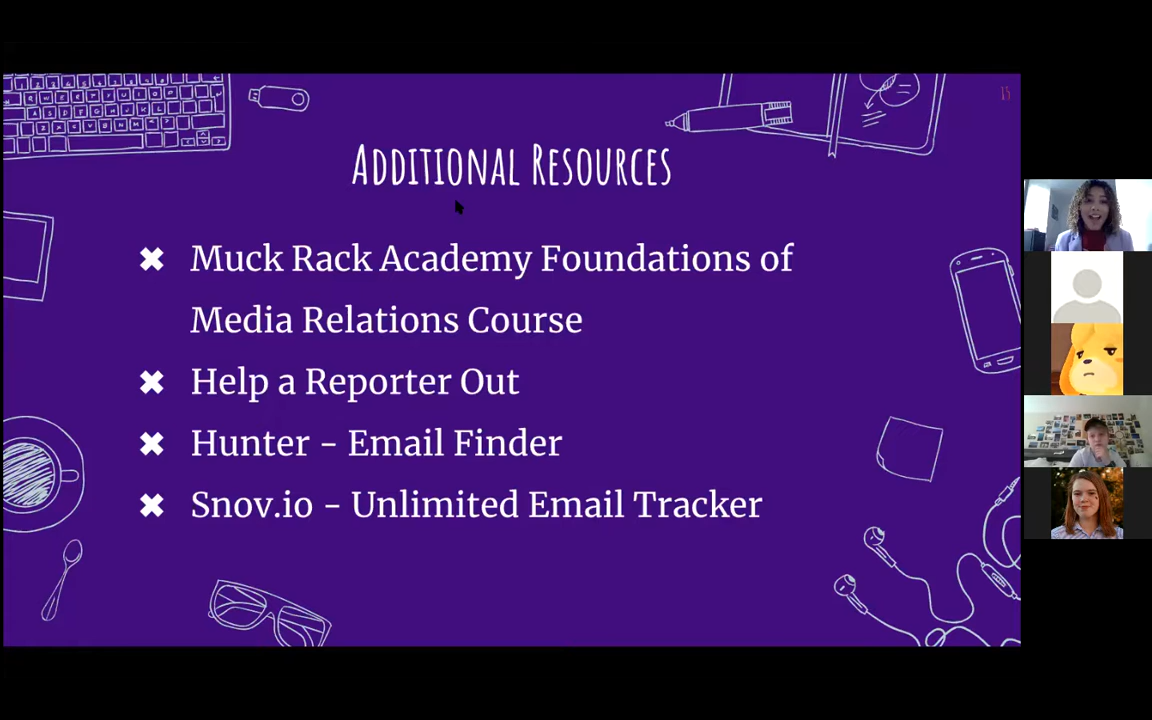 15
Additional Resources
✖ Muck Rack Academy Foundations of
Media Relations Course
✖ Help a Reporter Out
✖ Hunter - Email Finder
✖ Snov.io - Unlimited Email Tracker